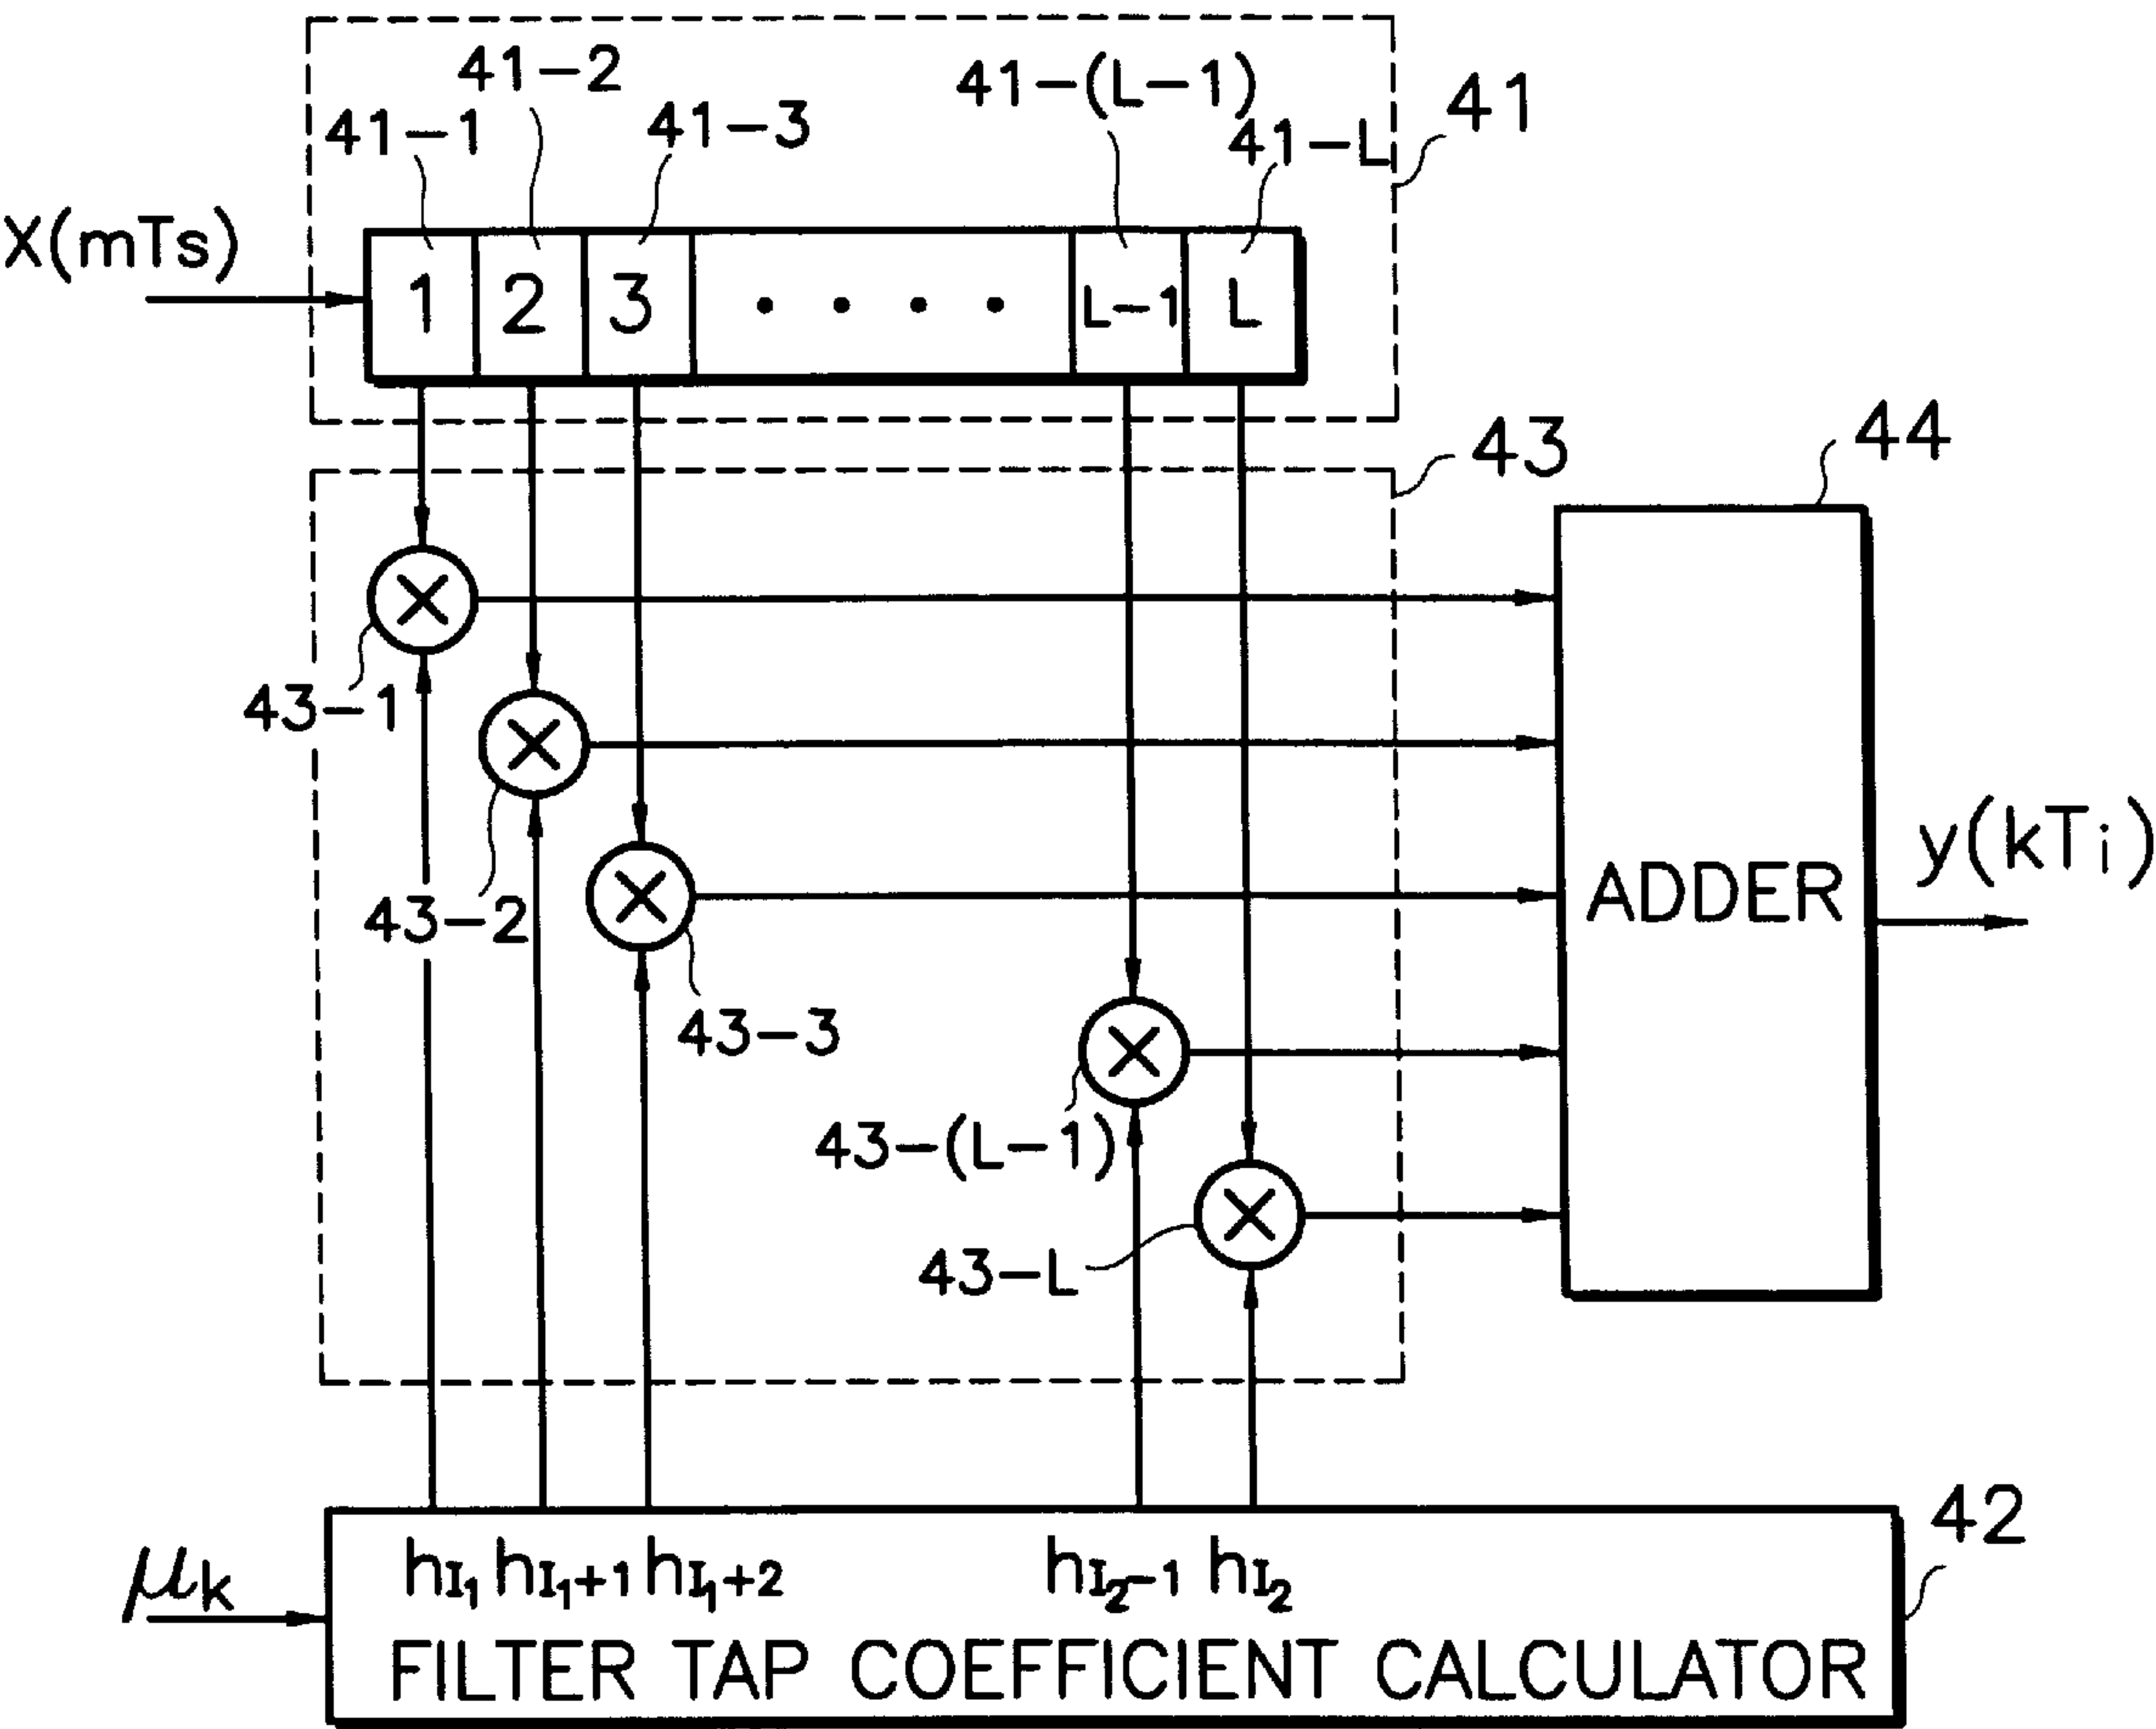 41-2
41-(L-1)
41
41-1
41-3
41-L
X(mTs)
1 2 3 . . . . L-1 L
43
44
43-1
43-2
43-3
43-(L-1)
43-L
ADDER
y(kTi)
42
μk
hI1 hI1+1 hI1+2 hI2-1 hI2
FILTER TAP COEFFICIENT CALCULATOR